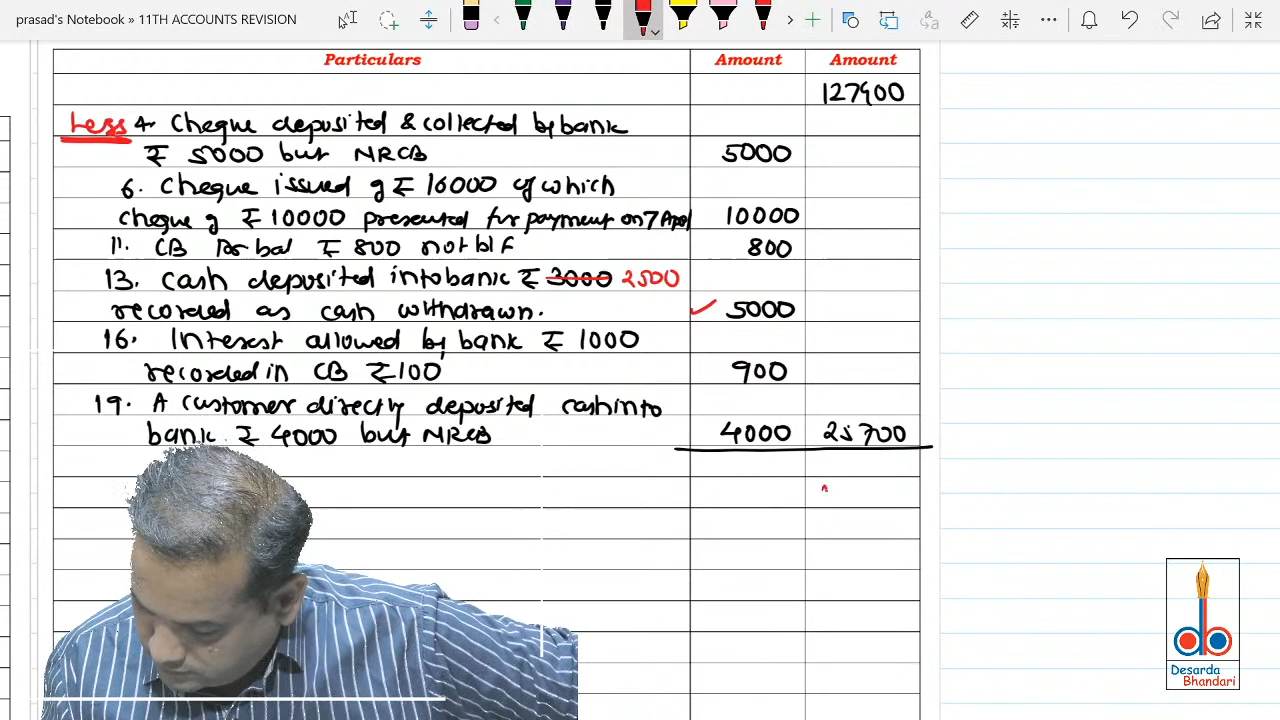 prasad's Notebook » 11TH ACCOUNTS REVISION
Particulars Amount Amount
127900
Less 4. Cheque deposited & collected by bank
₹ 5000 but NRCB 5000
6. Cheque issued of ₹ 16000 of which
cheque of ₹ 10000 presented for payment on 7 April 10000
11. CB Dr bal ₹ 800 not b/f 800
13. Cash deposited into bank ₹ 3000 2500
recorded as cash withdrawn. 5000
16. Interest allowed by bank ₹ 1000
recorded in CB ₹ 100 900
19. A customer directly deposited cash into
bank ₹ 4000 but NRCB 4000 25700
Desarda
Bhandari